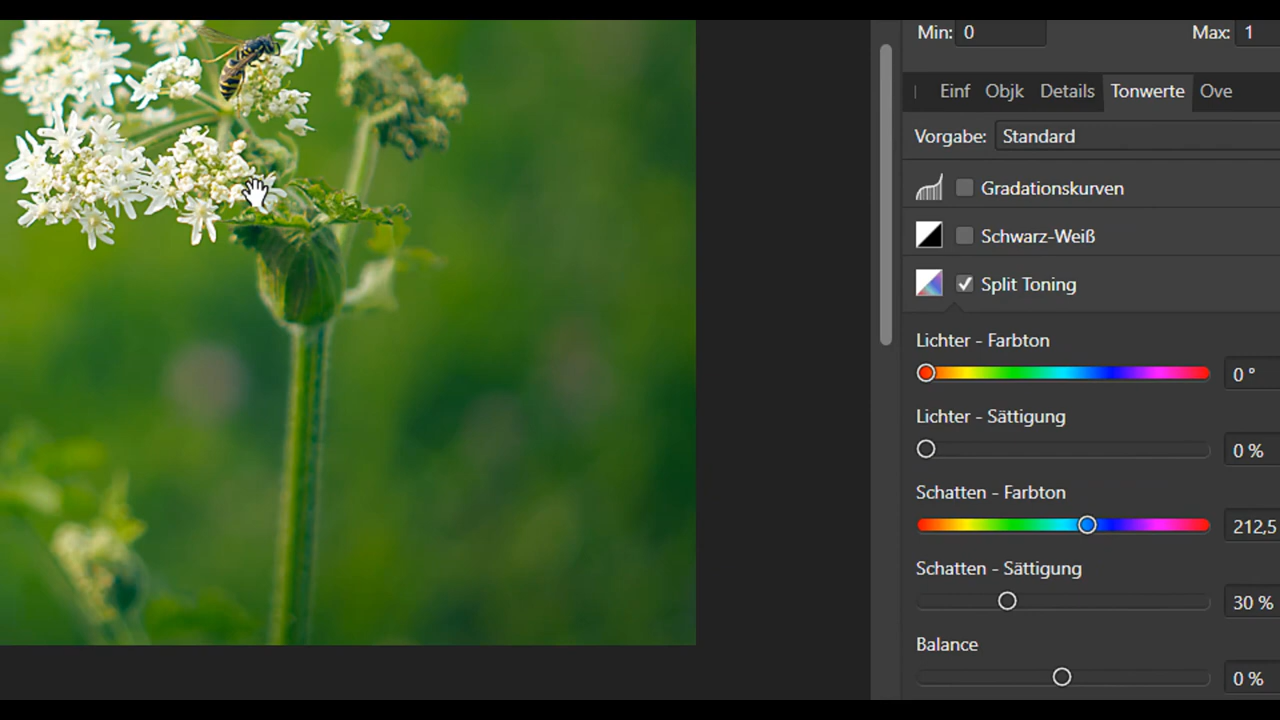 Min: 0 Max: 1
Einf Objk Details Tonwerte Ove
Vorgabe: Standard
Gradationskurven
Schwarz-Weiß
Split Toning
Lichter - Farbton
0 °
Lichter - Sättigung
0 %
Schatten - Farbton
212,5
Schatten - Sättigung
30 %
Balance
0 %